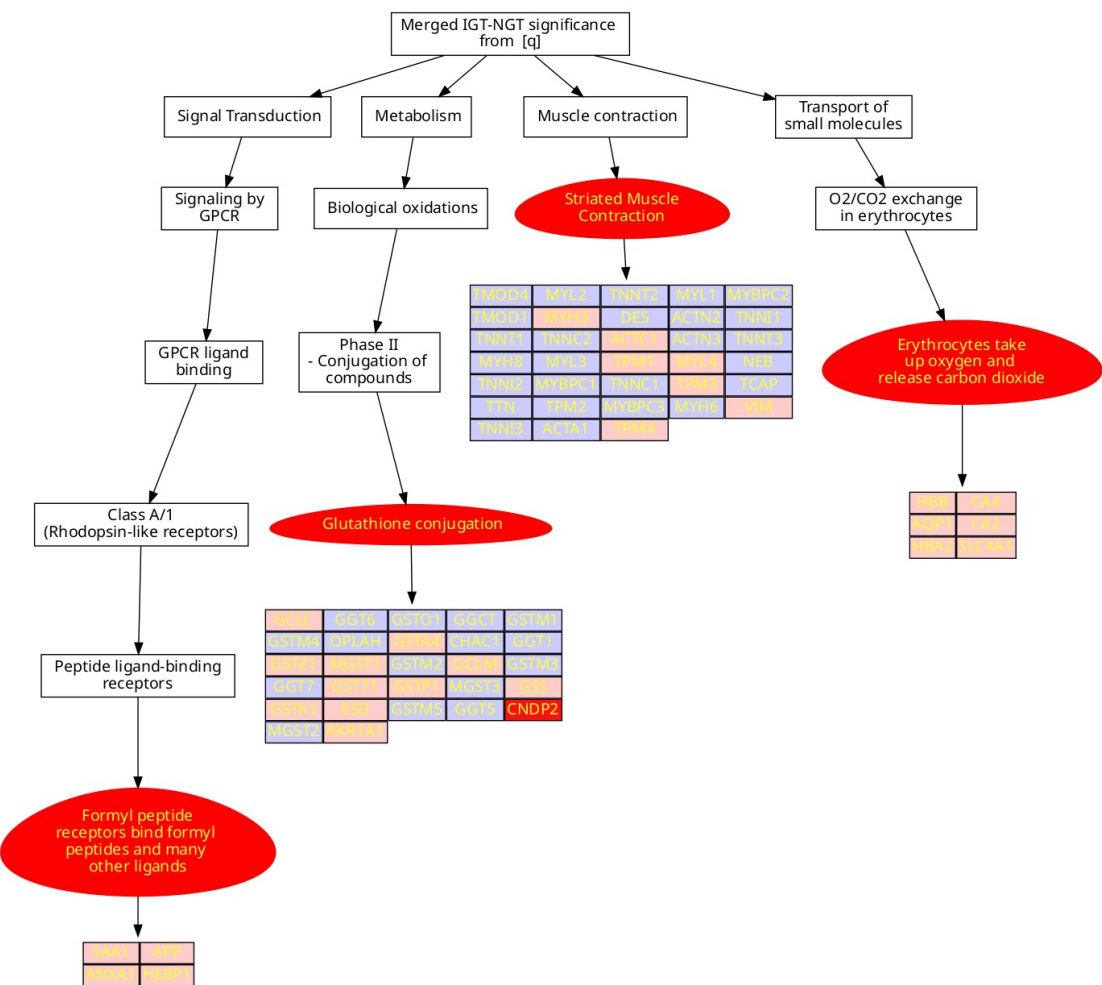 Merged IGT-NGT significance
from [q]
Signal Transduction
Metabolism
Muscle contraction
Transport of
small molecules
Signaling by
GPCR
Biological oxidations
Striated Muscle
Contraction
O2/CO2 exchange
in erythrocytes
TMOD4 MYL2 TNNT2 MYL1 MYBPC2
TMOD1 MYH3 DES ACTN2 TNNI1
TNNT1 TNNC2 ACTC1 ACTN3 TNNT3
MYH8 MYL3 TPM1 MYL4 NEB
TNNI2 MYBPC1 TNNC1 TPM3 TCAP
TTN TPM2 MYBPC3 MYH6 VIM
TNNI3 ACTA1 TPM4
GPCR ligand
binding
Phase II
- Conjugation of
compounds
Erythrocytes take
up oxygen and
release carbon dioxide
Class A/1
(Rhodopsin-like receptors)
Glutathione conjugation
HBB CA4
AQP1 CA2
HBA2 SLC4A1
GCLC GGT6 GSTO1 GGCT GSTM1
GSTM4 OPLAH GSTA4 CHAC1 GGT1
GSTZ1 MGST1 GSTM2 GCLM GSTM3
GGT7 GSTT1 GSTP1 MGST3 GSS
GSTK1 ESD GSTM5 GGT5 CNDP2
MGST2 AKR1A1
Peptide ligand-binding
receptors
Formyl peptide
receptors bind formyl
peptides and many
other ligands
SAA1 APP
ANXA1 HEBP1